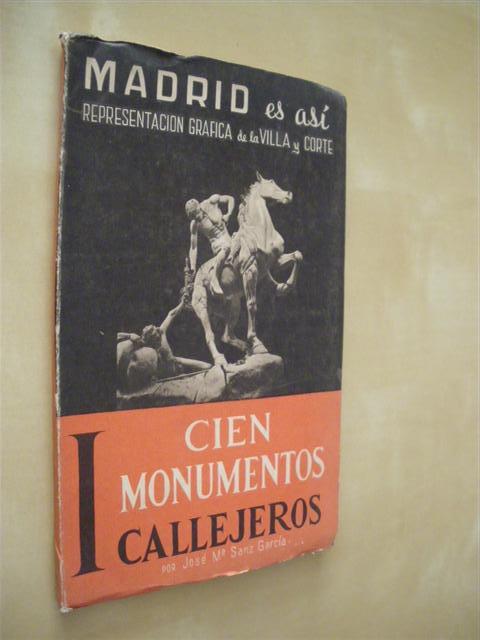 MADRID es así
REPRESENTACION GRAFICA de la VILLA y CORTE
I
CIEN
MONUMENTOS
CALLEJEROS
POR José Mª Sanz García...